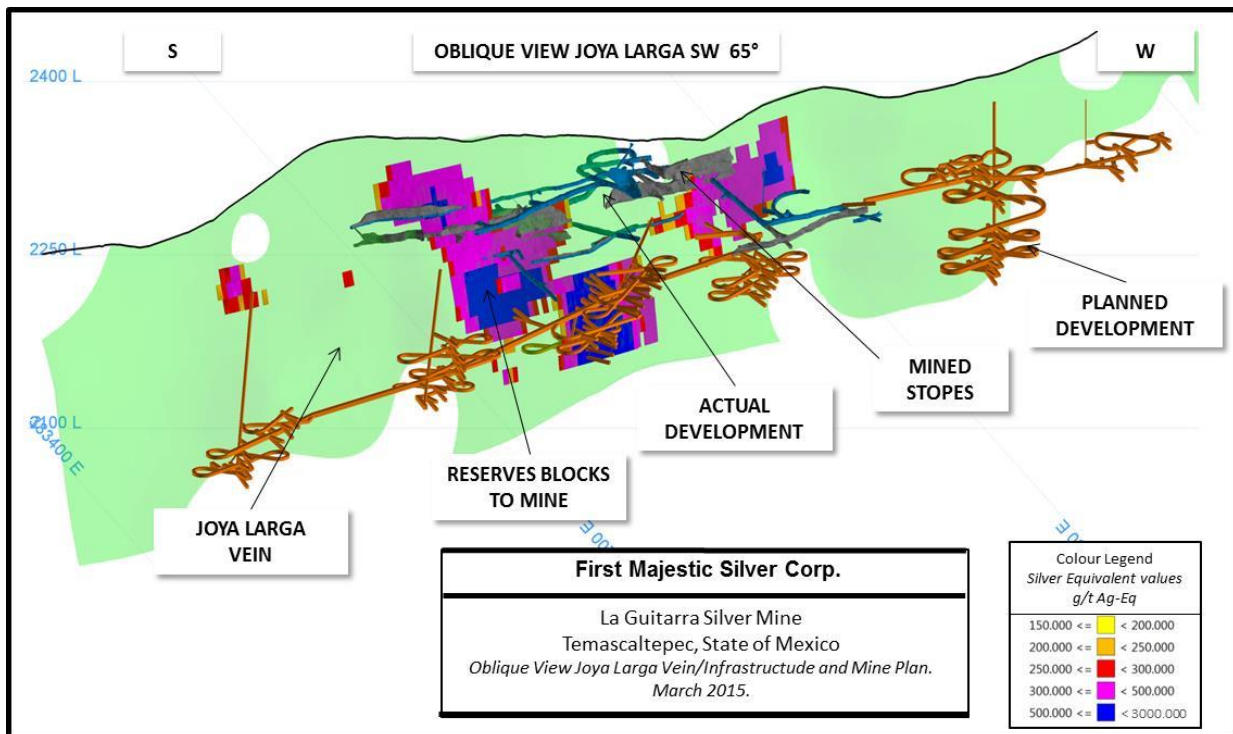 S
OBLIQUE VIEW JOYA LARGA SW 65°
W
2400 L
2250 L
2100 L
PLANNED
DEVELOPMENT
MINED
STOPES
ACTUAL
DEVELOPMENT
RESERVES BLOCKS
TO MINE
JOYA LARGA
VEIN
First Majestic Silver Corp.
La Guitarra Silver Mine
Temascaltepec, State of Mexico
Oblique View Joya Larga Vein/Infrastructude and Mine Plan.
March 2015.
Colour Legend
Silver Equivalent values
g/t Ag-Eq
150.000 <= < 200.000
200.000 <= < 250.000
250.000 <= < 300.000
300.000 <= < 500.000
500.000 <= < 3000.000